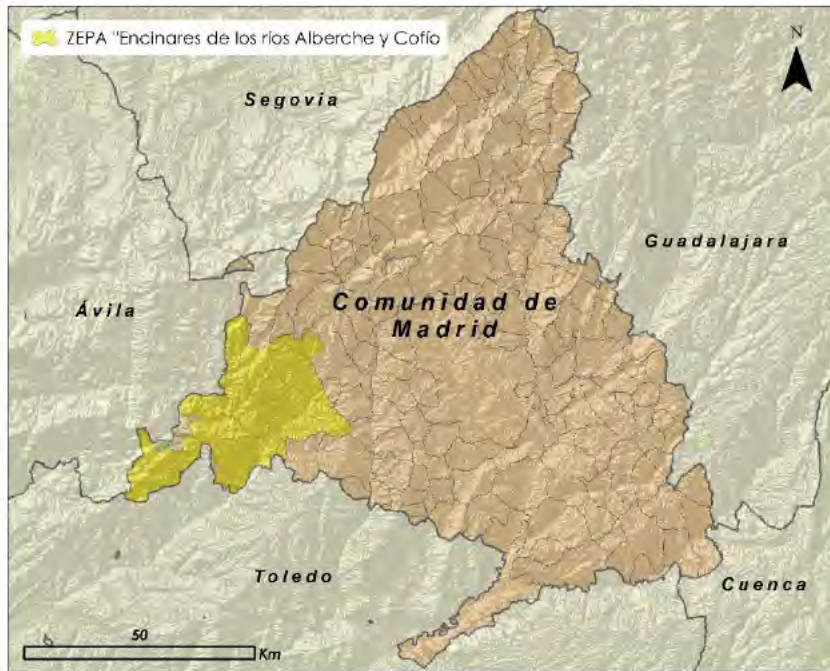 ZEPA "Encinares de los ríos Alberche y Cofío
N
Segovia
Guadalajara
Ávila
Comunidad de
Madrid
Toledo
Cuenca
50
Km